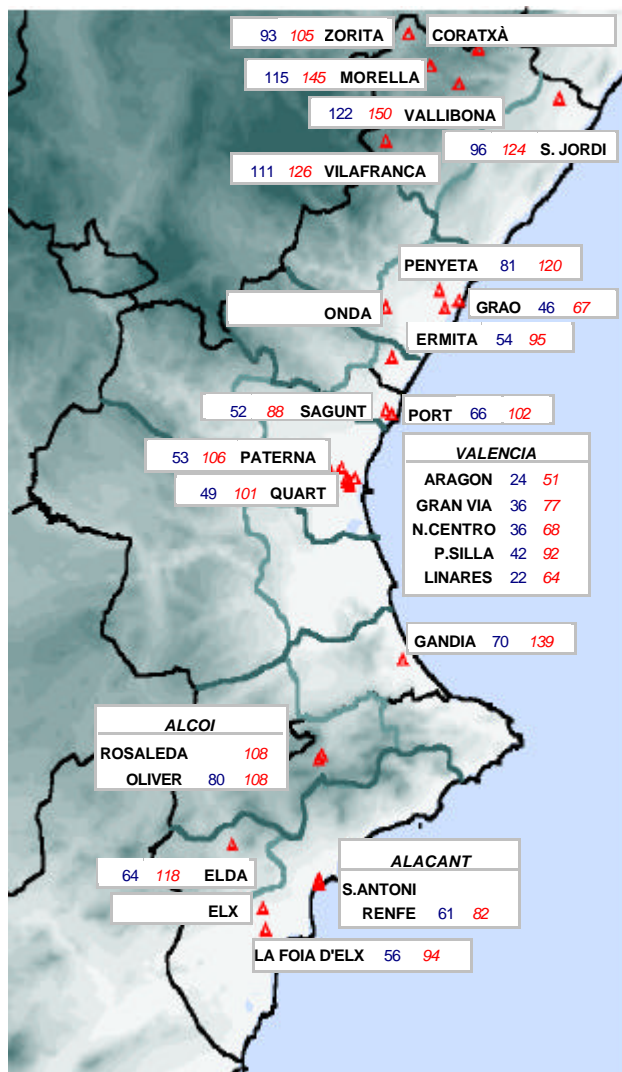 93 105 ZORITA
CORATXÀ
115 145 MORELLA
122 150 VALLIBONA
96 124 S. JORDI
111 126 VILAFRANCA
PENYETA 81 120
ONDA
GRAO 46 67
ERMITA 54 95
52 88 SAGUNT
PORT 66 102
53 106 PATERNA
49 101 QUART
VALENCIA
ARAGON 24 51
GRAN VIA 36 77
N.CENTRO 36 68
P.SILLA 42 92
LINARES 22 64
GANDIA 70 139
ALCOI
ROSALEDA 108
OLIVER 80 108
64 118 ELDA
ELX
ALACANT
S.ANTONI
RENFE 61 82
LA FOIA D'ELX 56 94